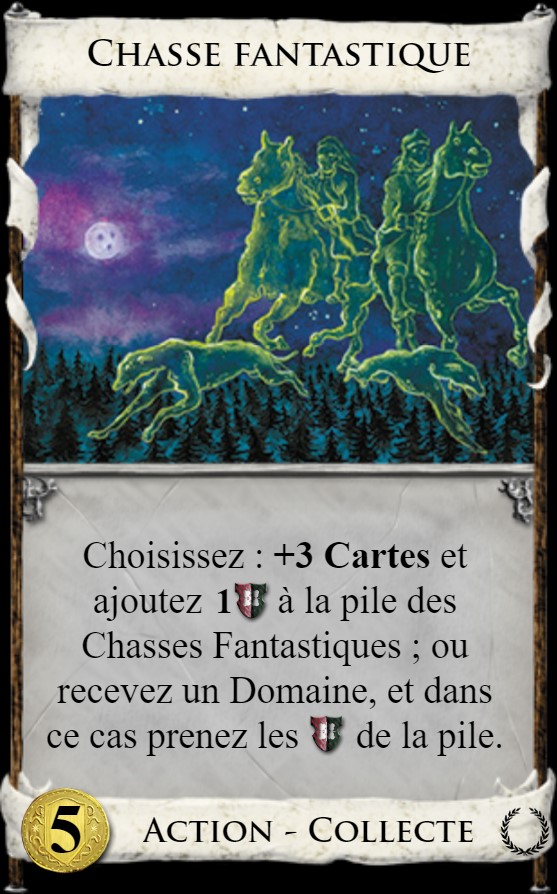 Chasse fantastique
Choisissez : +3 Cartes et
ajoutez 1 à la pile des
Chasses Fantastiques ; ou
recevez un Domaine, et dans
ce cas prenez les de la pile.
5
Action - Collecte